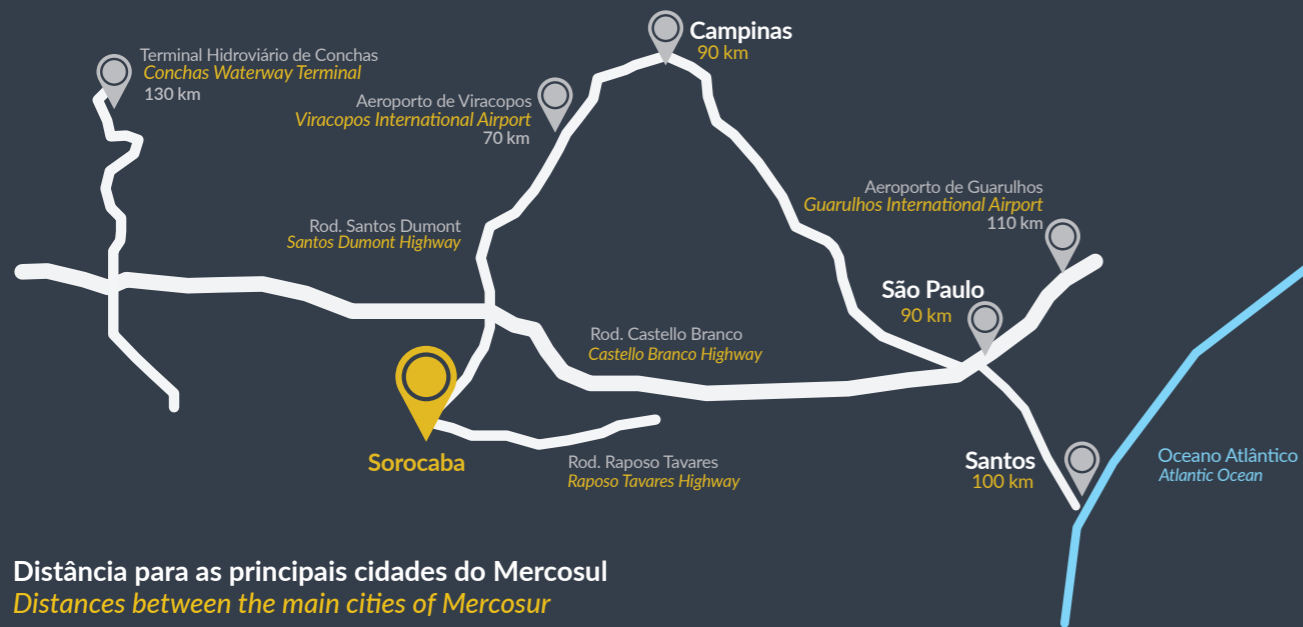 Terminal Hidroviário de Conchas
Conchas Waterway Terminal
130 km
Campinas
90 km
Aeroporto de Viracopos
Viracopos International Airport
70 km
Aeroporto de Guarulhos
Guarulhos International Airport
110 km
Rod. Santos Dumont
Santos Dumont Highway
São Paulo
90 km
Rod. Castello Branco
Castello Branco Highway
Sorocaba
Rod. Raposo Tavares
Raposo Tavares Highway
Santos
100 km
Oceano Atlântico
Atlantic Ocean
Distância para as principais cidades do Mercosul
Distances between the main cities of Mercosur